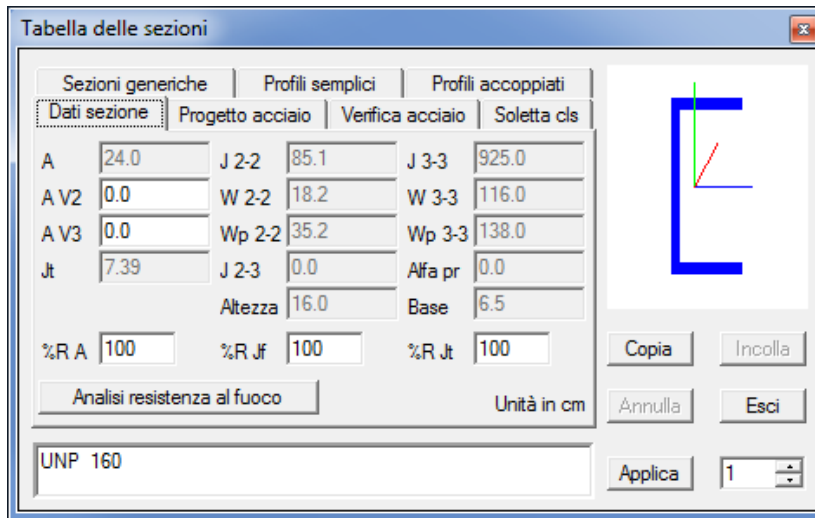 Tabella delle sezioni
Sezioni generiche Profili semplici Profili accoppiati
Dati sezione Progetto acciaio Verifica acciaio Soletta cls
A 24.0 J 2-2 85.1 J 3-3 925.0
A V2 0.0 W 2-2 18.2 W 3-3 116.0
A V3 0.0 Wp 2-2 35.2 Wp 3-3 138.0
Jt 7.39 J 2-3 0.0 Alfa pr 0.0
Altezza 16.0 Base 6.5
%R A 100 %R Jf 100 %R Jt 100
Copia Incolla
Analisi resistenza al fuoco Unità in cm
Annulla Esci
UNP 160
Applica 1